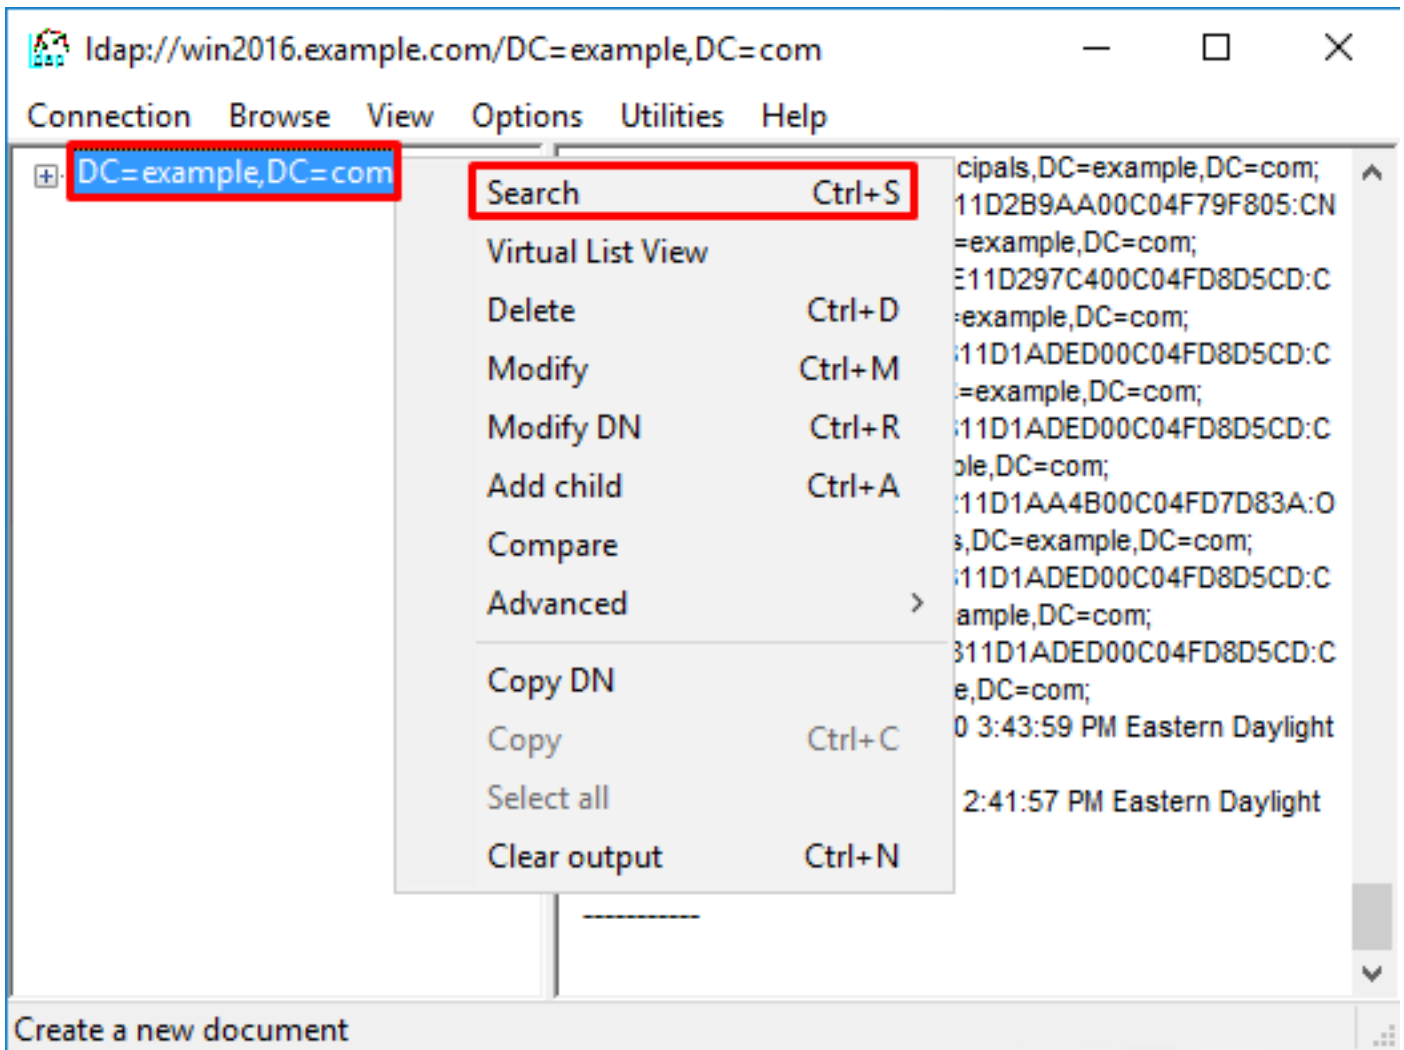 ldap://win2016.example.com/DC=example,DC=com
Connection Browse View Options Utilities Help
DC=example,DC=com
Search Ctrl+S
Virtual List View
Delete Ctrl+D
Modify Ctrl+M
Modify DN Ctrl+R
Add child Ctrl+A
Compare
Advanced
Copy DN
Copy Ctrl+C
Select all
Clear output Ctrl+N
cipals,DC=example,DC=com;
11D2B9AA00C04F79F805:CN
=example,DC=com;
E11D297C400C04FD8D5CD:C
=example,DC=com;
11D1ADED00C04FD8D5CD:C
=example,DC=com;
11D1ADED00C04FD8D5CD:C
ple,DC=com;
11D1AA4B00C04FD7D83A:O
s,DC=example,DC=com;
11D1ADED00C04FD8D5CD:C
ample,DC=com;
311D1ADED00C04FD8D5CD:C
e,DC=com;
0 3:43:59 PM Eastern Daylight
2:41:57 PM Eastern Daylight
-----------
Create a new document